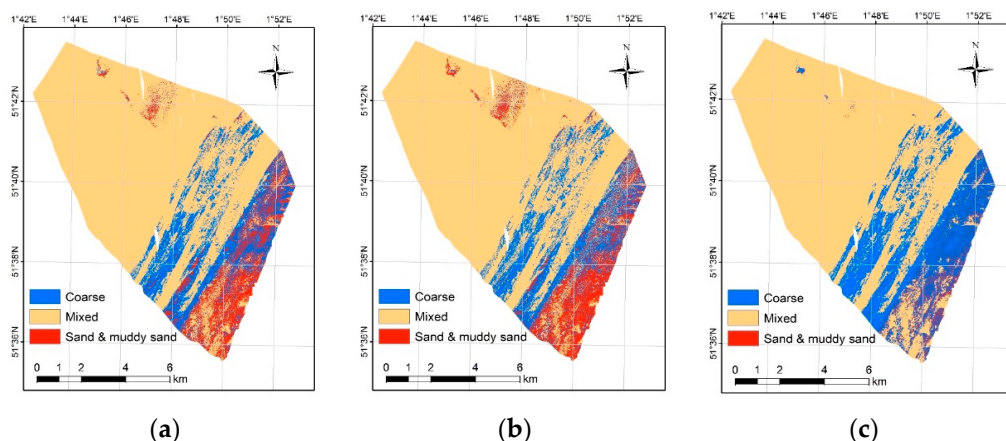 1°42'E 1°44'E 1°46'E 1°48'E 1°50'E 1°52'E
N
51°42'N
51°40'N
51°38'N
51°36'N
Coarse
Mixed
Sand & muddy sand
0 1 2 4 6
km
(a)
1°42'E 1°44'E 1°46'E 1°48'E 1°50'E 1°52'E
N
51°42'N
51°40'N
51°38'N
51°36'N
Coarse
Mixed
Sand & muddy sand
0 1 2 4 6
km
(b)
1°42'E 1°44'E 1°46'E 1°48'E 1°50'E 1°52'E
N
51°42'N
51°40'N
51°38'N
51°36'N
Coarse
Mixed
Sand & muddy sand
0 1 2 4 6
km
(c)